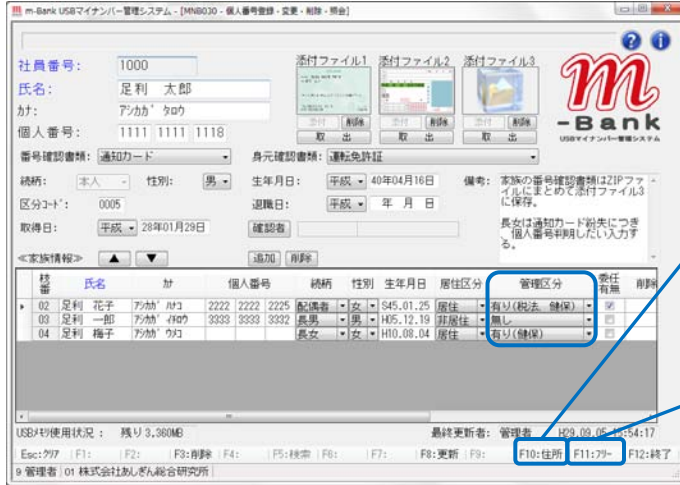 m-Bank USBマイナンバー管理システム - [MNB030 - 個人番号登録・変更・削除・照会]
社員番号: 1000
氏名: 足利 太郎
カナ: アシカガ タロウ
個人番号: 1111 1111 1118
添付ファイル1 添付ファイル2 添付ファイル3
添付 削除 添付 削除 添付 削除
取 出 取 出 取 出
m
-Bank
USBマイナンバー管理システム
番号確認書類: 通知カード 身元確認書類: 運転免許証
続柄: 本人 性別: 男 生年月日: 平成 40年04月16日 備考: 家族の番号確認書類はZIPファ
イルにまとめて添付ファイル3
に保存。
区分コード: 0005 退職日: 平成 年 月 日
長女は通知カード紛失につき
、個人番号判明しだい入力す
る。
取得日: 平成 28年01月29日 確認者
≪家族情報≫ ▲ ▼ 追加 削除
枝番 氏名 カナ 個人番号 続柄 性別 生年月日 居住区分 管理区分 委任有無 削除
02 足利 花子 アシカガ ハナコ 2222 2222 2225 配偶者 女 S45.01.25 居住 有り(税法、健保)
03 足利 一郎 アシカガ イチロウ 3333 3333 3332 長男 男 H05.12.19 非居住 無し
04 足利 梅子 アシカガ ウメコ 長女 女 H10.08.04 居住 有り(健保)
USBメモリ使用状況: 残り3,360MB 最終更新者: 管理者 H29.09.05 15:54:17
Esc:クリア F1: F2: F3:削除 F4: F5:検索 F6: F7: F8:更新 F9: F10:住所 F11:フリー F12:終了
9 管理者 01 株式会社あしぎん総合研究所